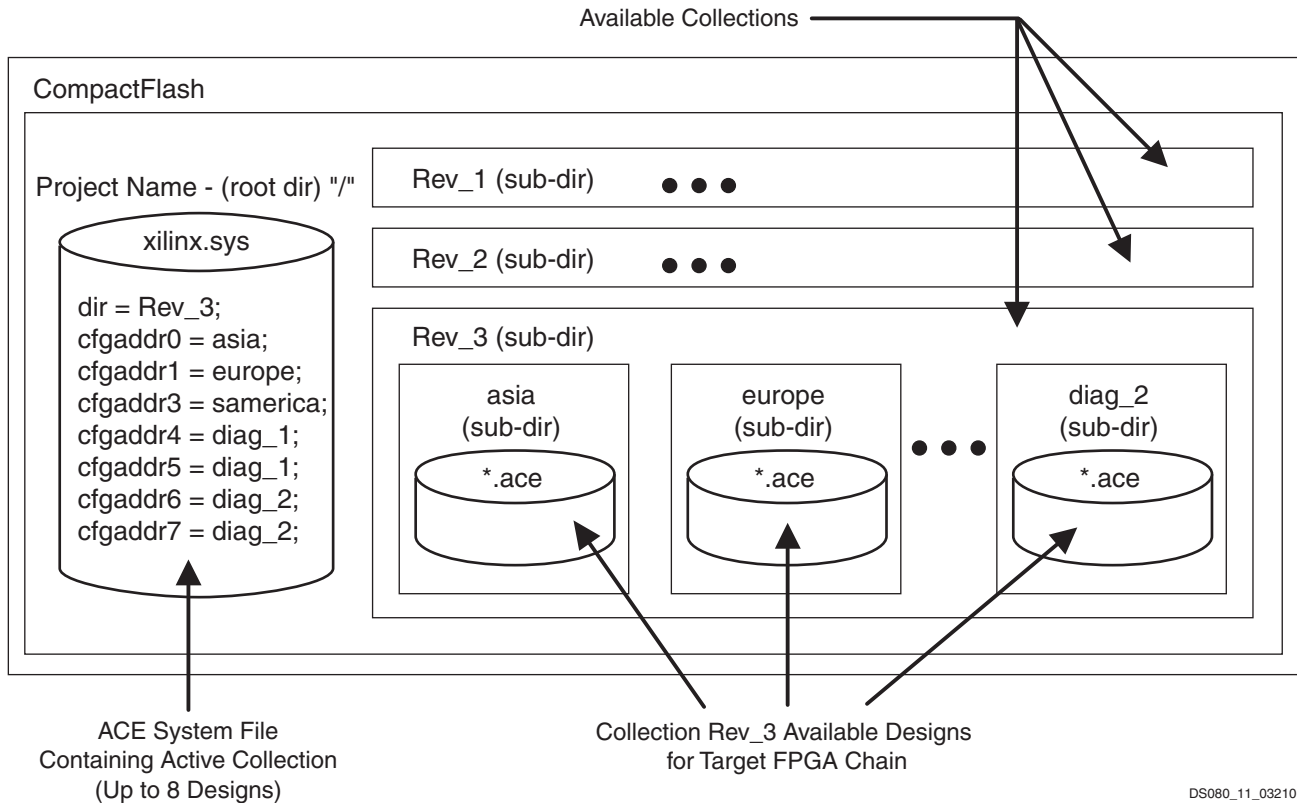 Available Collections
CompactFlash
Project Name - (root dir) "/"
xilinx.sys
dir = Rev_3;
cfgaddr0 = asia;
cfgaddr1 = europe;
cfgaddr3 = samerica;
cfgaddr4 = diag_1;
cfgaddr5 = diag_1;
cfgaddr6 = diag_2;
cfgaddr7 = diag_2;
Rev_1 (sub-dir)
Rev_2 (sub-dir)
Rev_3 (sub-dir)
asia
(sub-dir)
*.ace
europe
(sub-dir)
*.ace
diag_2
(sub-dir)
*.ace
ACE System File
Containing Active Collection
(Up to 8 Designs)
Collection Rev_3 Available Designs
for Target FPGA Chain
DS080_11_03210